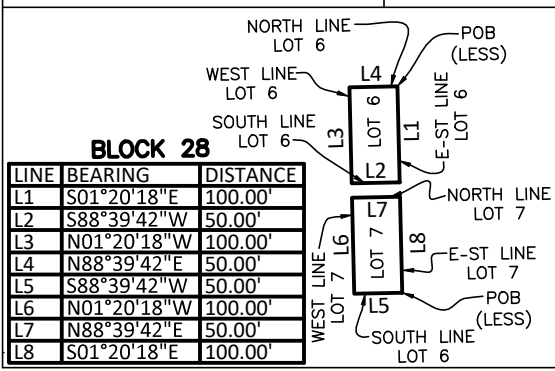 NORTH LINE
LOT 6
POB
(LESS)
WEST LINE
LOT 6
L4
E-ST LINE
LOT 6
SOUTH LINE
LOT 6
L3
LOT 6
L1
L2
BLOCK 28
LINE BEARING DISTANCE
L1 S01°20'18"E 100.00'
L2 S88°39'42"W 50.00'
L3 N01°20'18"W 100.00'
L4 N88°39'42"E 50.00'
L5 S88°39'42"W 50.00'
L6 N01°20'18"W 100.00'
L7 N88°39'42"E 50.00'
L8 S01°20'18"E 100.00'
L7
NORTH LINE
LOT 7
WEST LINE
LOT 7
L6
LOT 7
L8
E-ST LINE
LOT 7
L5
POB
(LESS)
SOUTH LINE
LOT 6